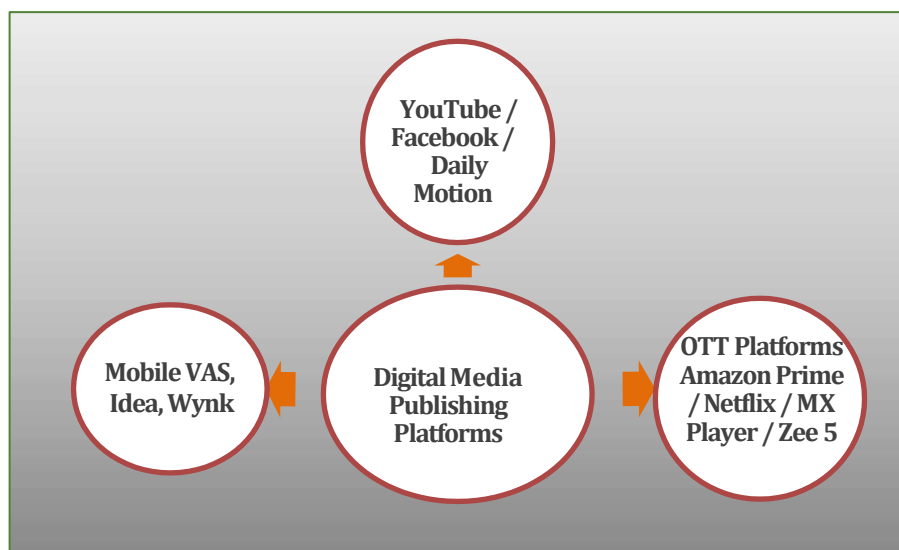 YouTube /
Facebook /
Daily
Motion
Mobile VAS,
Idea, Wynk
Digital Media
Publishing
Platforms
OTT Platforms
Amazon Prime
/ Netflix / MX
Player / Zee 5